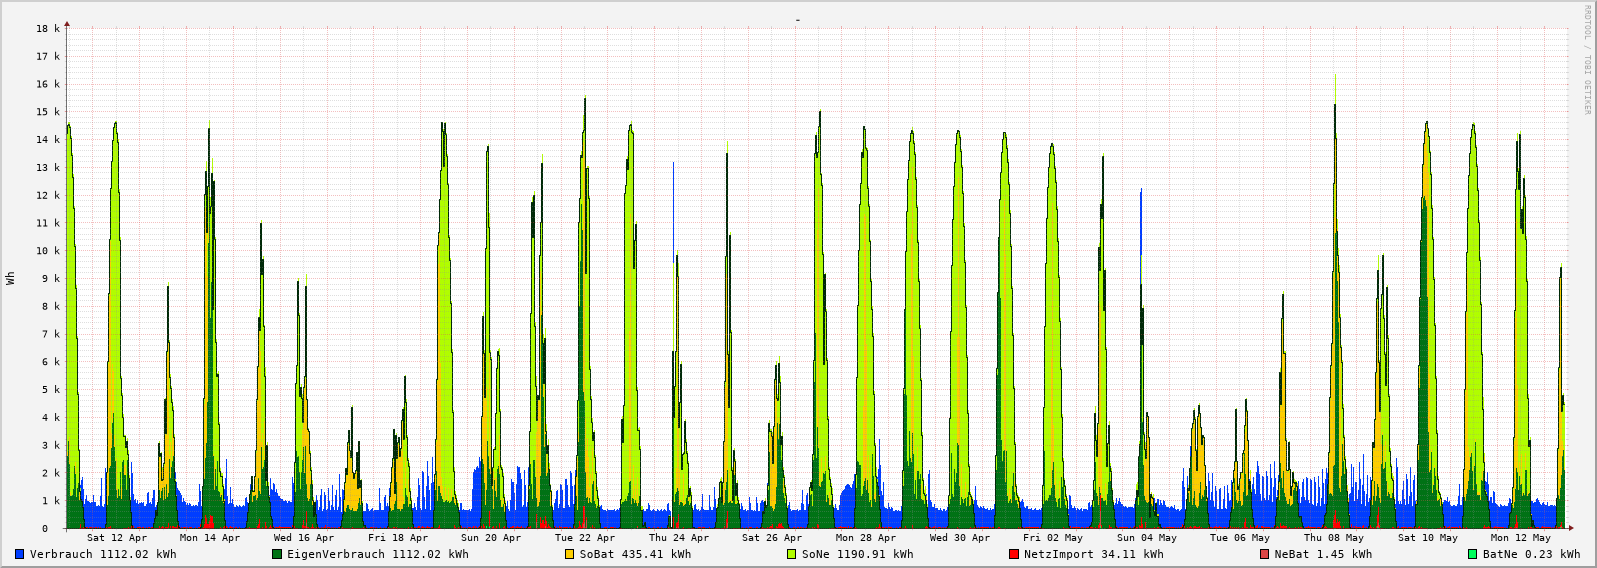 -
RRDTOOL / TOBI OETIKER
Wh
18 k
17 k
16 k
15 k
14 k
13 k
12 k
11 k
10 k
9 k
8 k
7 k
6 k
5 k
4 k
3 k
2 k
1 k
0
Sat 12 Apr Mon 14 Apr Wed 16 Apr Fri 18 Apr Sun 20 Apr Tue 22 Apr Thu 24 Apr Sat 26 Apr Mon 28 Apr Wed 30 Apr Fri 02 May Sun 04 May Tue 06 May Thu 08 May Sat 10 May Mon 12 May
Verbrauch 1112.02 kWh EigenVerbrauch 1112.02 kWh SoBat 435.41 kWh SoNe 1190.91 kWh NetzImport 34.11 kWh NeBat 1.45 kWh BatNe 0.23 kWh